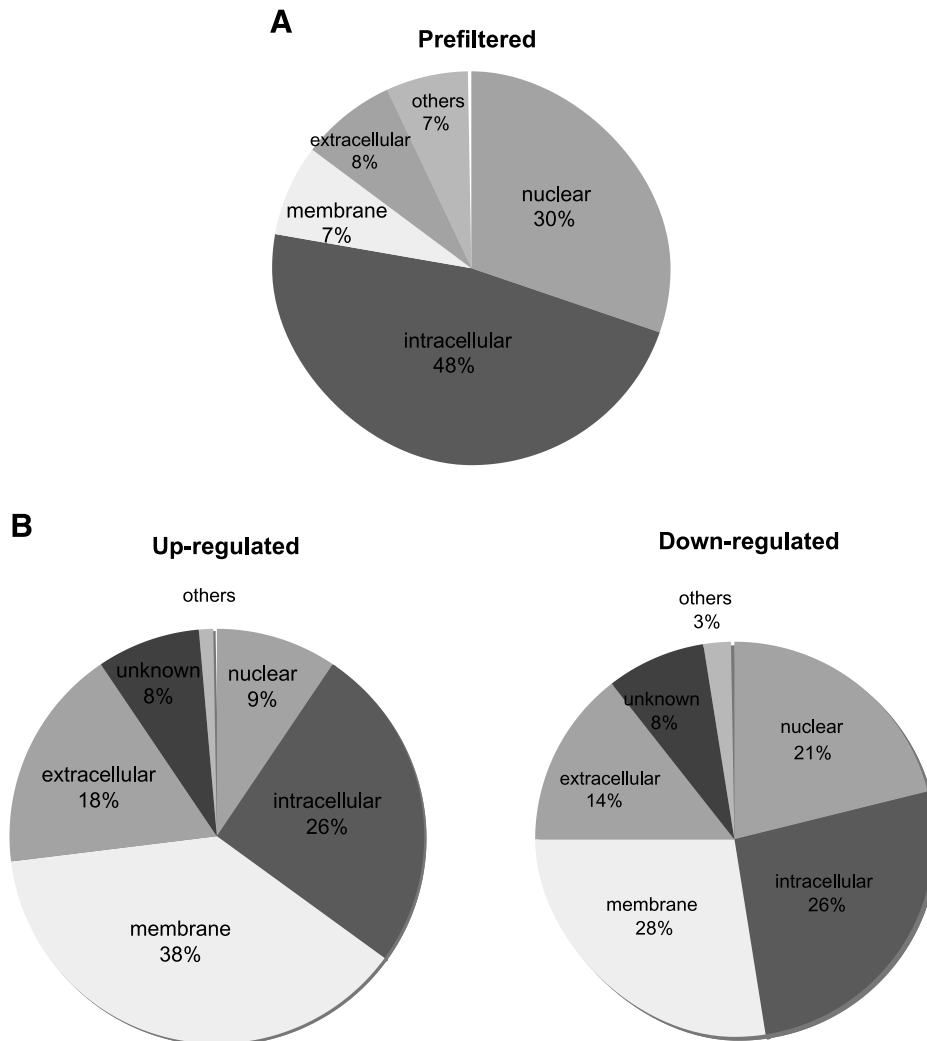 A
Prefiltered
others
7%
extracellular
8%
nuclear
30%
membrane
7%
intracellular
48%
B
Up-regulated
others
unknown
8%
nuclear
9%
extracellular
18%
intracellular
26%
membrane
38%
Down-regulated
others
3%
unknown
8%
nuclear
21%
extracellular
14%
intracellular
26%
membrane
28%